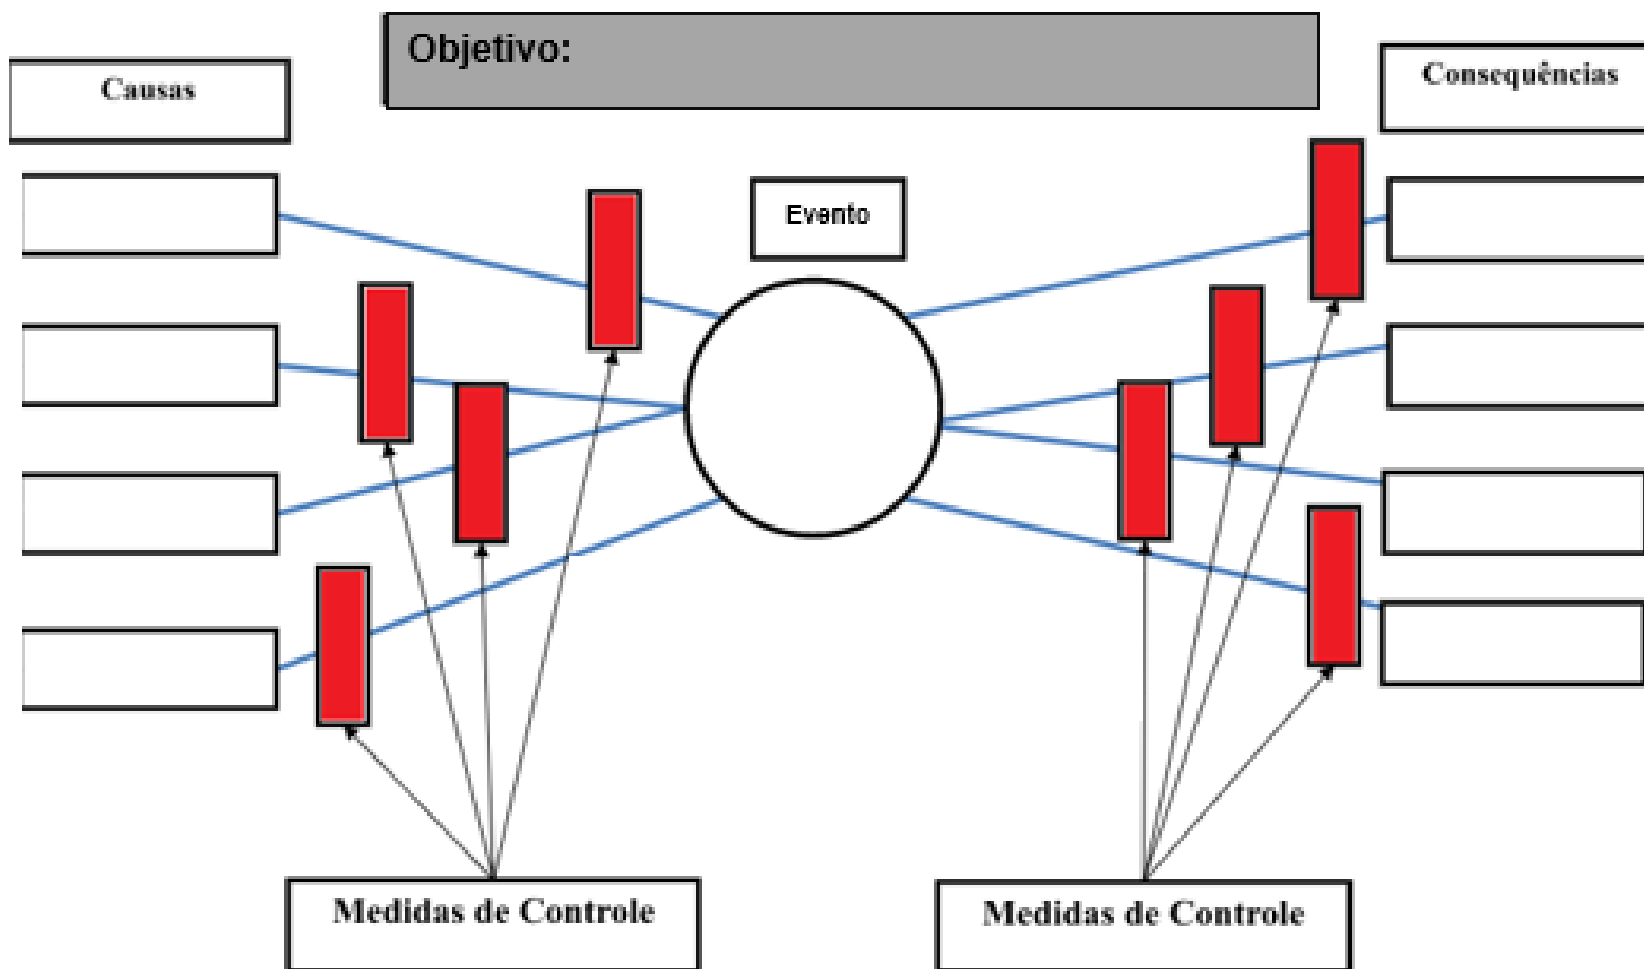 Objetivo:
Causas
Consequências
Evento
Medidas de Controle
Medidas de Controle